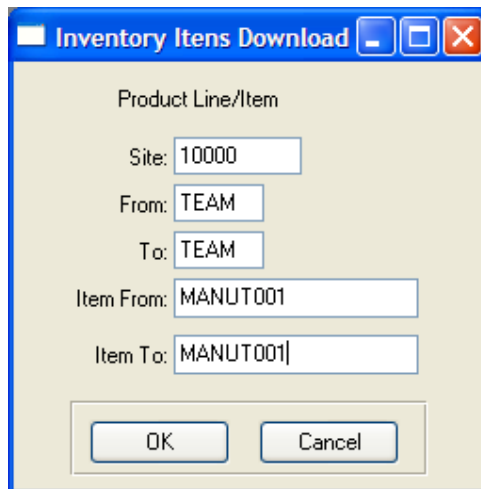 Inventory Itens Download
Product Line/Item
Site: 10000
From: TEAM
To: TEAM
Item From: MANUT001
Item To: MANUT001
OK Cancel